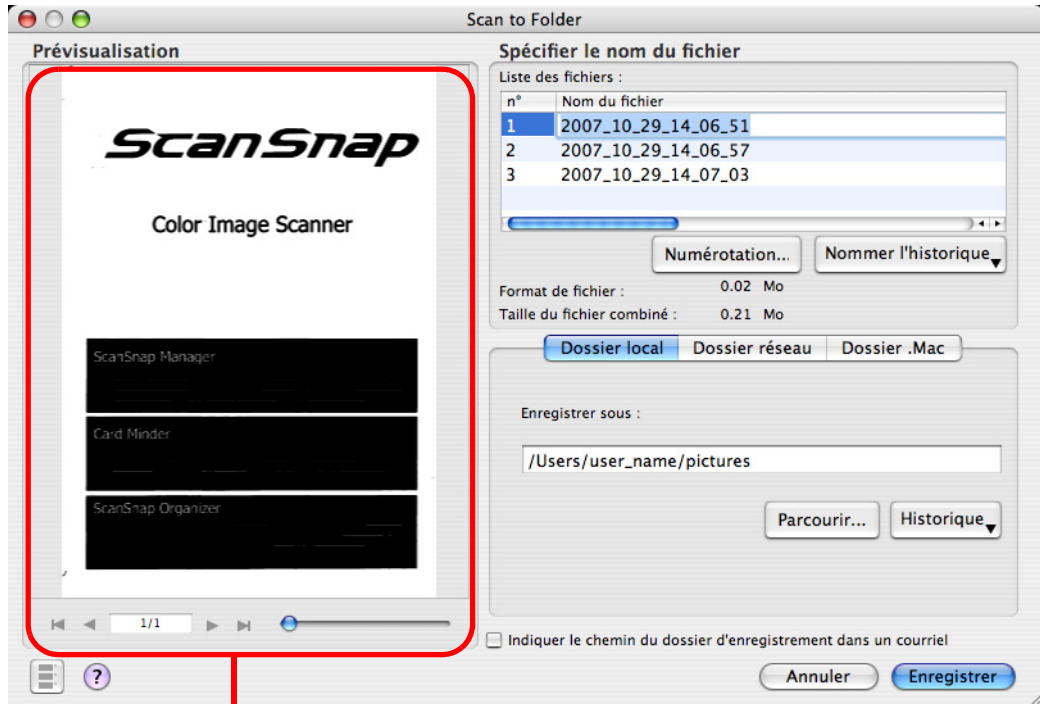 Scan to Folder
Prévisualisation
ScanSnap
Color Image Scanner
ScanSnap Manager
Card Minder
ScanSnap Organizer
1/1
?
Spécifier le nom du fichier
Liste des fichiers :
n° Nom du fichier
1 2007_10_29_14_06_51
2 2007_10_29_14_06_57
3 2007_10_29_14_07_03
Numérotation... Nommer l'historique
Format de fichier : 0.02 Mo
Taille du fichier combiné : 0.21 Mo
Dossier local Dossier réseau Dossier .Mac
Enregistrer sous :
/Users/user_name/pictures
Parcourir... Historique
Indiquer le chemin du dossier d'enregistrement dans un courriel
Annuler Enregistrer